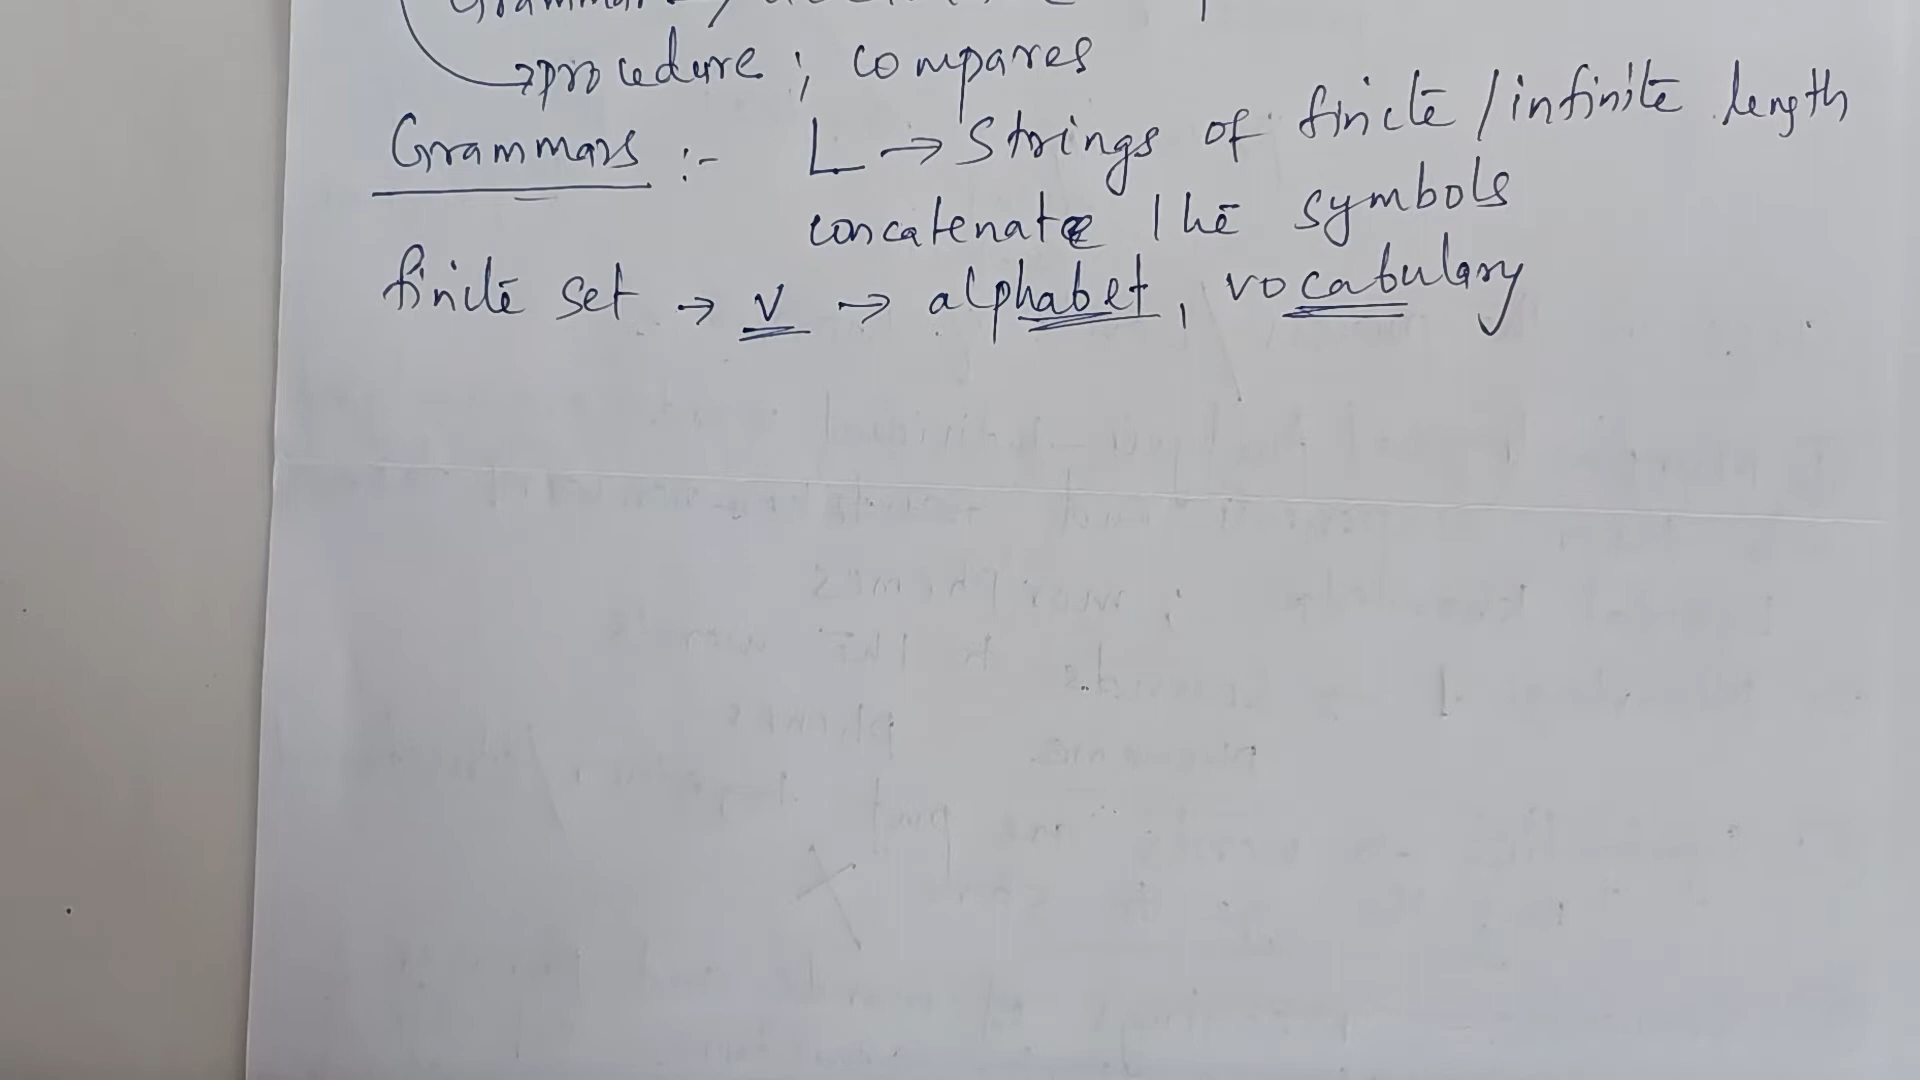 →procedure ; compares
Grammars :- L → Strings of finite / infinite length
concatenate the symbols
finite set → V → alphabet, vocabulary